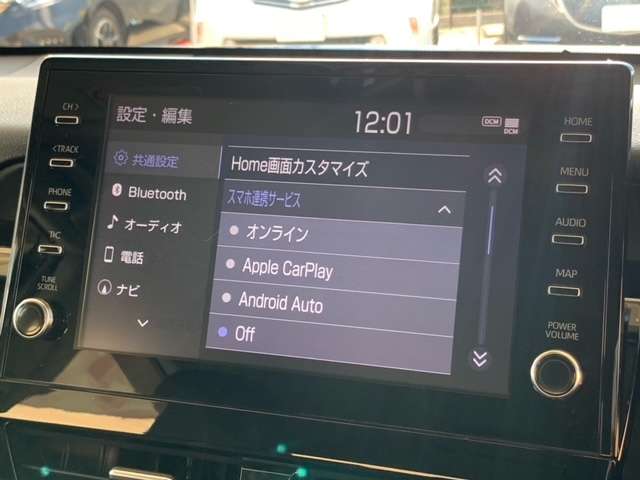 設定・編集
12:01
DCM
DCM
共通設定
Bluetooth
オーディオ
電話
ナビ
Home画面カスタマイズ
スマホ連携サービス
オンライン
Apple CarPlay
Android Auto
Off
CH >
< TRACK
PHONE
TIC
TUNE
SCROLL
HOME
MENU
AUDIO
MAP
POWER
VOLUME